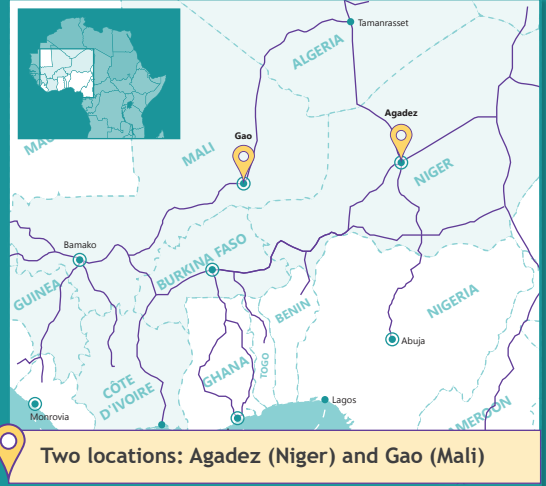 Tamanrasset
ALGERIA
Agadez
Gao
MALI
NIGER
Bamako
BURKINA FASO
GUINEA
BENIN
NIGERIA
TOGO
GHANA
Abuja
CÔTE
D'IVOIRE
Lagos
Monrovia
Two locations: Agadez (Niger) and Gao (Mali)